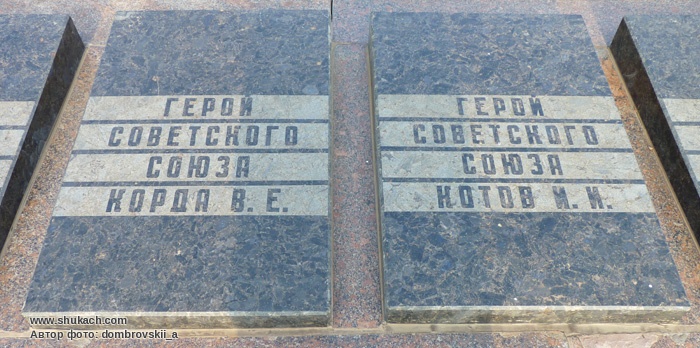 ГЕРОЙ
СОВЕТСКОГО
СОЮЗА
КОРДА В. Е.
ГЕРОЙ
СОВЕТСКОГО
СОЮЗА
КОТОВ И. И.
www.shukach.com
Автор фото: dombrovskii_a